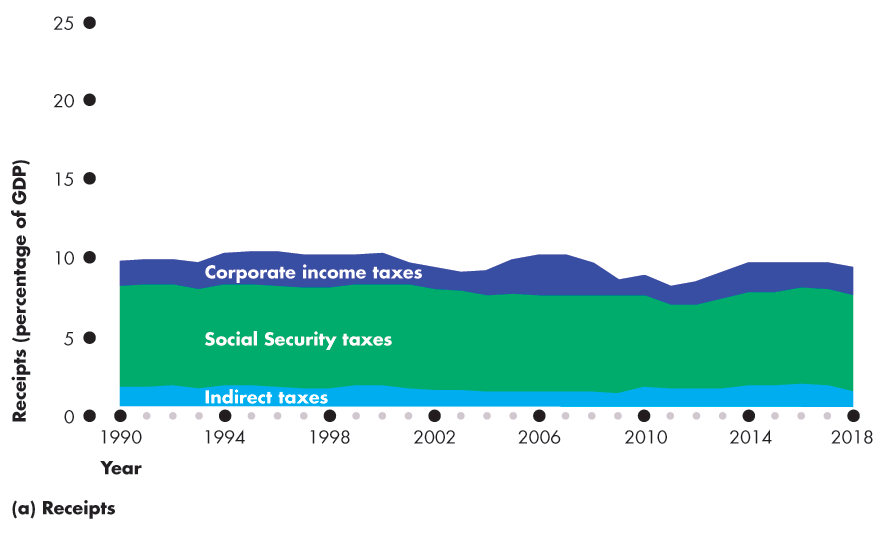 25
20
15
10
5
0
Receipts (percentage of GDP)
Corporate income taxes
Social Security taxes
Indirect taxes
1990 1994 1998 2002 2006 2010 2014 2018
Year
(a) Receipts